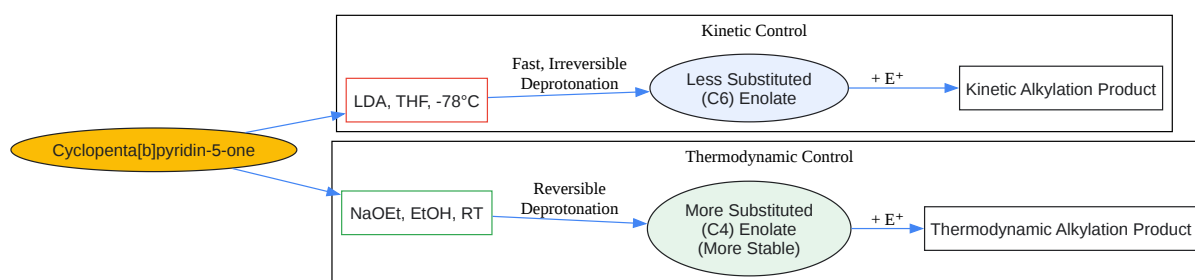 Kinetic Control
Cyclopenta[b]pyridin-5-one
LDA, THF, -78°C
Fast, Irreversible
Deprotonation
Less Substituted
(C6) Enolate
+ E⁺
Kinetic Alkylation Product
Thermodynamic Control
NaOEt, EtOH, RT
Reversible
Deprotonation
More Substituted
(C4) Enolate
(More Stable)
+ E⁺
Thermodynamic Alkylation Product